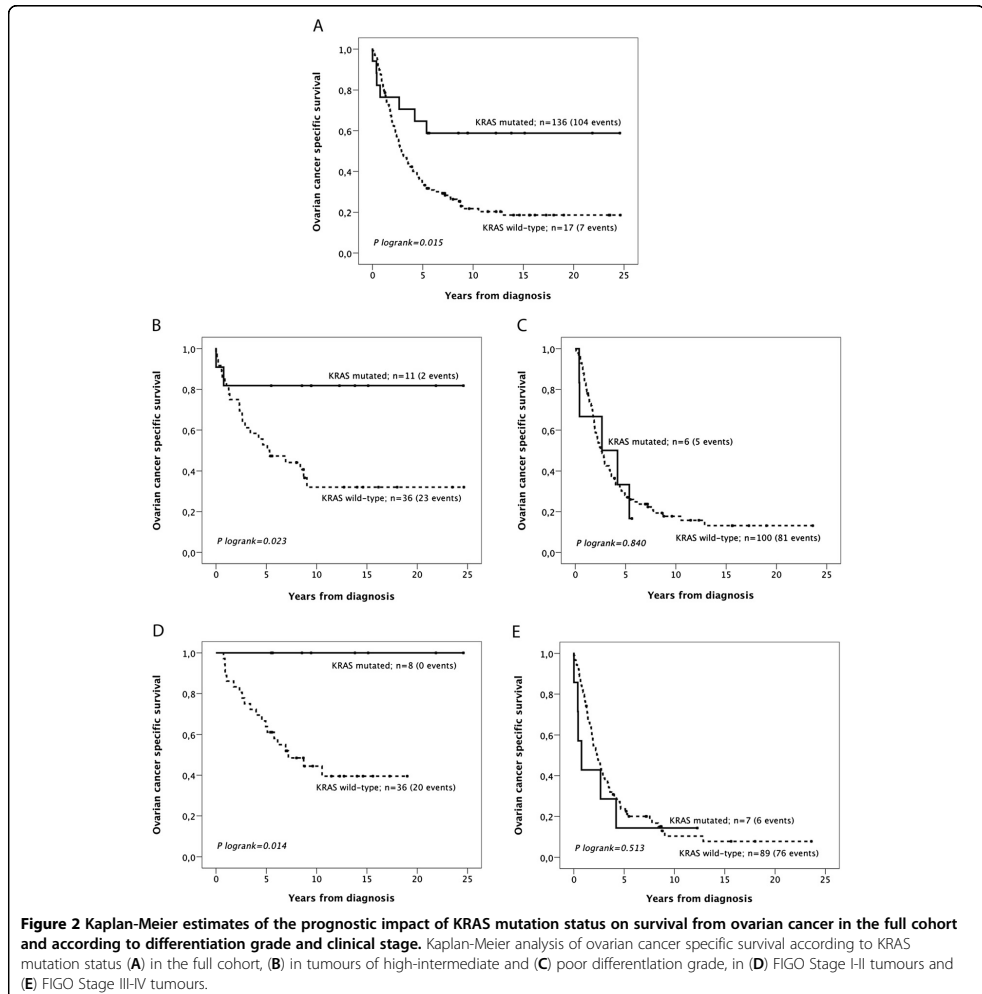 A
1,0
0,8
0,6
0,4
0,2
0,0
Ovarian cancer specific survival
KRAS mutated; n=136 (104 events)
KRAS wild-type; n=17 (7 events)
P logrank=0.015
0 5 10 15 20 25
Years from diagnosis
B
1,0
0,8
0,6
0,4
0,2
0,0
Ovarian cancer specific survival
KRAS mutated; n=11 (2 events)
KRAS wild-type; n=36 (23 events)
P logrank=0.023
0 5 10 15 20 25
Years from diagnosis
C
1,0
0,8
0,6
0,4
0,2
0,0
Ovarian cancer specific survival
KRAS mutated; n=6 (5 events)
KRAS wild-type; n=100 (81 events)
P logrank=0.840
0 5 10 15 20 25
Years from diagnosis
D
1,0
0,8
0,6
0,4
0,2
0,0
Ovarian cancer specific survival
KRAS mutated; n=8 (0 events)
KRAS wild-type; n=36 (20 events)
P logrank=0.014
0 5 10 15 20 25
Years from diagnosis
E
1,0
0,8
0,6
0,4
0,2
0,0
Ovarian cancer specific survival
KRAS mutated; n=7 (6 events)
KRAS wild-type; n=89 (76 events)
P logrank=0.513
0 5 10 15 20 25
Years from diagnosis
Figure 2 Kaplan-Meier estimates of the prognostic impact of KRAS mutation status on survival from ovarian cancer in the full cohort
and according to differentiation grade and clinical stage. Kaplan-Meier analysis of ovarian cancer specific survival according to KRAS
mutation status (A) in the full cohort, (B) in tumours of high-intermediate and (C) poor differentlation grade, in (D) FIGO Stage I-II tumours and
(E) FIGO Stage III-IV tumours.